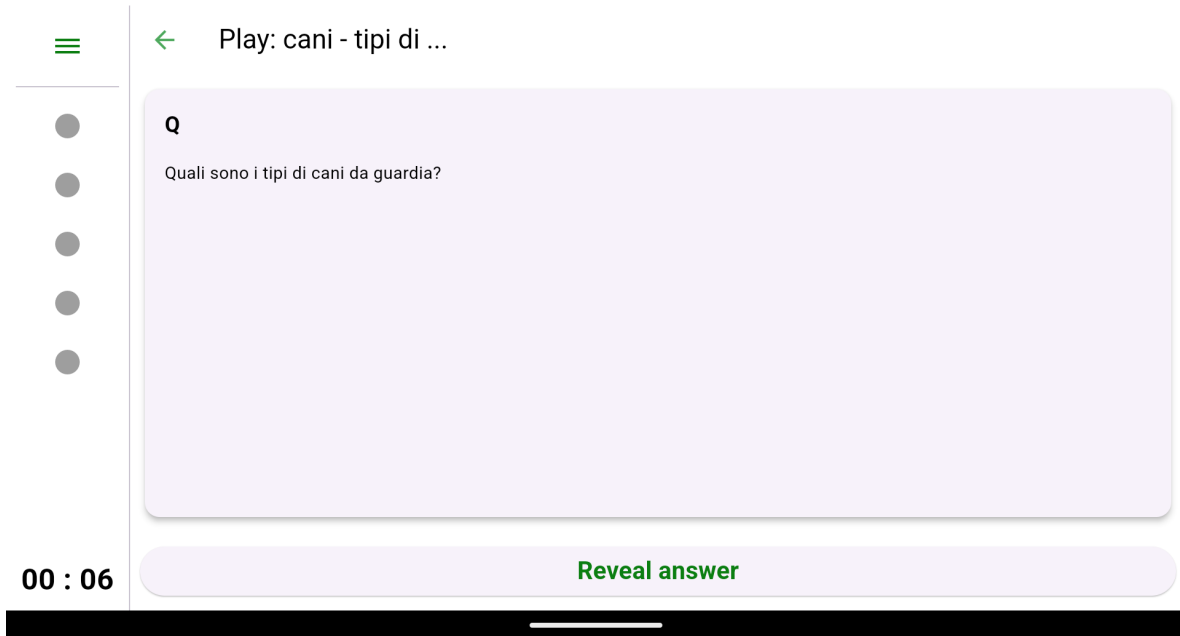 Play: cani - tipi di ...
Q
Quali sono i tipi di cani da guardia?
00 : 06
Reveal answer